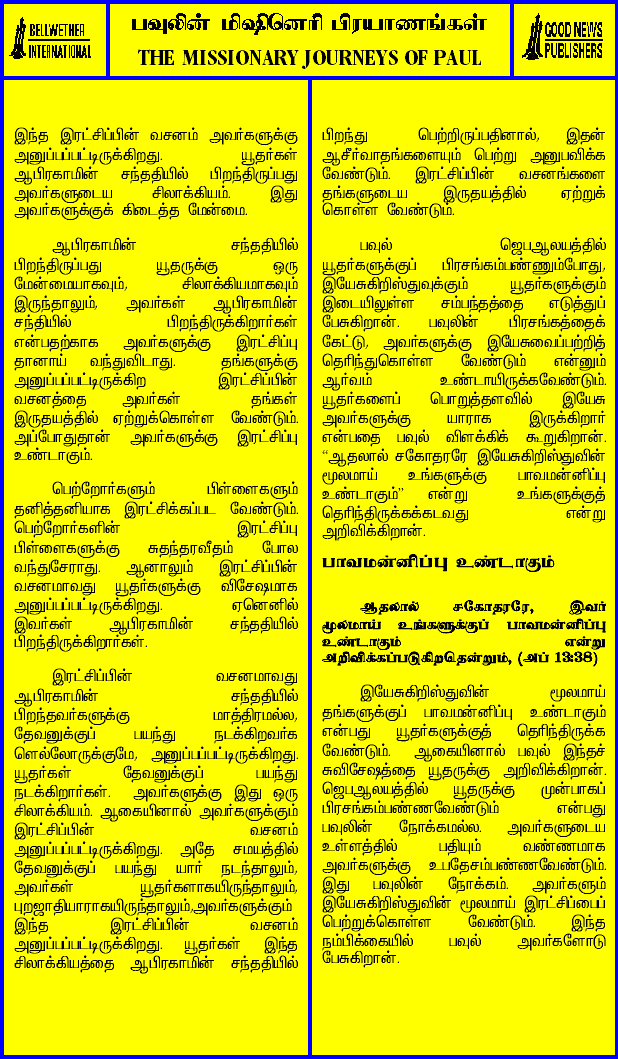 BELLWETHER
INTERNATIONAL
பவுலின் மிஷினெரி பிரயாணங்கள்
THE MISSIONARY JOURNEYS OF PAUL
GOOD NEWS
PUBLISHERS
இந்த இரட்சிப்பின் வசனம் அவர்களுக்கு
அனுப்பப்பட்டிருக்கிறது. யூதர்கள்
ஆபிரகாமின் சந்ததியில் பிறந்திருப்பது
அவர்களுடைய சிலாக்கியம். இது
அவர்களுக்குக் கிடைத்த மேன்மை.
ஆபிரகாமின் சந்ததியில்
பிறந்திருப்பது யூதருக்கு ஒரு
மேன்மையாகவும், சிலாக்கியமாகவும்
இருந்தாலும், அவர்கள் ஆபிரகாமின்
சந்தியில் பிறந்திருக்கிறார்கள்
என்பதற்காக அவர்களுக்கு இரட்சிப்பு
தானாய் வந்துவிடாது. தங்களுக்கு
அனுப்பப்பட்டிருக்கிற இரட்சிப்பின்
வசனத்தை அவர்கள் தங்கள்
இருதயத்தில் ஏற்றுக்கொள்ள வேண்டும்.
அப்போதுதான் அவர்களுக்கு இரட்சிப்பு
உண்டாகும்.
பெற்றோர்களும் பிள்ளைகளும்
தனித்தனியாக இரட்சிக்கப்பட வேண்டும்.
பெற்றோர்களின் இரட்சிப்பு
பிள்ளைகளுக்கு சுதந்தரவீதம் போல
வந்துசேராது. ஆனாலும் இரட்சிப்பின்
வசனமாவது யூதர்களுக்கு விசேஷமாக
அனுப்பப்பட்டிருக்கிறது. ஏனெனில்
இவர்கள் ஆபிரகாமின் சந்ததியில்
பிறந்திருக்கிறார்கள்.
இரட்சிப்பின் வசனமாவது
ஆபிரகாமின் சந்ததியில்
பிறந்தவர்களுக்கு மாத்திரமல்ல,
தேவனுக்குப் பயந்து நடக்கிறவர்க
ளெல்லோருக்குமே, அனுப்பப்பட்டிருக்கிறது.
யூதர்கள் தேவனுக்குப் பயந்து
நடக்கிறார்கள். அவர்களுக்கு இது ஒரு
சிலாக்கியம். ஆகையினால் அவர்களுக்கும்
இரட்சிப்பின் வசனம்
அனுப்பப்பட்டிருக்கிறது. அதே சமயத்தில்
தேவனுக்குப் பயந்து யார் நடந்தாலும்,
அவர்கள் யூதர்களாகயிருந்தாலும்,
புறஜாதியாராகயிருந்தாலும்,அவர்களுக்கும்
இந்த இரட்சிப்பின் வசனம்
அனுப்பப்பட்டிருக்கிறது. யூதர்கள் இந்த
சிலாக்கியத்தை ஆபிரகாமின் சந்ததியில்
பிறந்து பெற்றிருப்பதினால், இதன்
ஆசீர்வாதங்களையும் பெற்று அனுபவிக்க
வேண்டும். இரட்சிப்பின் வசனங்களை
தங்களுடைய இருதயத்தில் ஏற்றுக்
கொள்ள வேண்டும்.
பவுல் ஜெபஆலயத்தில்
யூதர்களுக்குப் பிரசங்கம்பண்ணும்போது,
இயேசுகிறிஸ்துவுக்கும் யூதர்களுக்கும்
இடையிலுள்ள சம்பந்தத்தை எடுத்துப்
பேசுகிறான். பவுலின் பிரசங்கத்தைக்
கேட்டு, அவர்களுக்கு இயேசுவைப்பற்றித்
தெரிந்துகொள்ள வேண்டும் என்னும்
ஆர்வம் உண்டாயிருக்கவேண்டும்.
யூதர்களைப் பொறுத்தளவில் இயேசு
அவர்களுக்கு யாராக இருக்கிறார்
என்பதை பவுல் விளக்கிக் கூறுகிறான்.
“ஆதலால் சகோதரரே இயேசுகிறிஸ்துவின்
மூலமாய் உங்களுக்கு பாவமன்னிப்பு
உண்டாகும்” என்று உங்களுக்குத்
தெரிந்திருக்கக்கடவது என்று
அறிவிக்கிறான்.
பாவமன்னிப்பு உண்டாகும்
ஆதலால் சகோதரரே, இவர்
மூலமாய் உங்களுக்குப் பாவமன்னிப்பு
உண்டாகும் என்று
அறிவிக்கப்படுகிறதென்றும், (அப் 13:38)
இயேசுகிறிஸ்துவின் மூலமாய்
தங்களுக்குப் பாவமன்னிப்பு உண்டாகும்
என்பது யூதர்களுக்குத் தெரிந்திருக்க
வேண்டும். ஆகையினால் பவுல் இந்தச்
சுவிசேஷத்தை யூதருக்கு அறிவிக்கிறான்.
ஜெபஆலயத்தில் யூதருக்கு முன்பாகப்
பிரசங்கம்பண்ணவேண்டும் என்பது
பவுலின் நோக்கமல்ல. அவர்களுடைய
உள்ளத்தில் பதியும் வண்ணமாக
அவர்களுக்கு உபதேசம்பண்ணவேண்டும்.
இது பவுலின் நோக்கம். அவர்களும்
இயேசுகிறிஸ்துவின் மூலமாய் இரட்சிப்பைப்
பெற்றுக்கொள்ள வேண்டும். இந்த
நம்பிக்கையில் பவுல் அவர்களோடு
பேசுகிறான்.